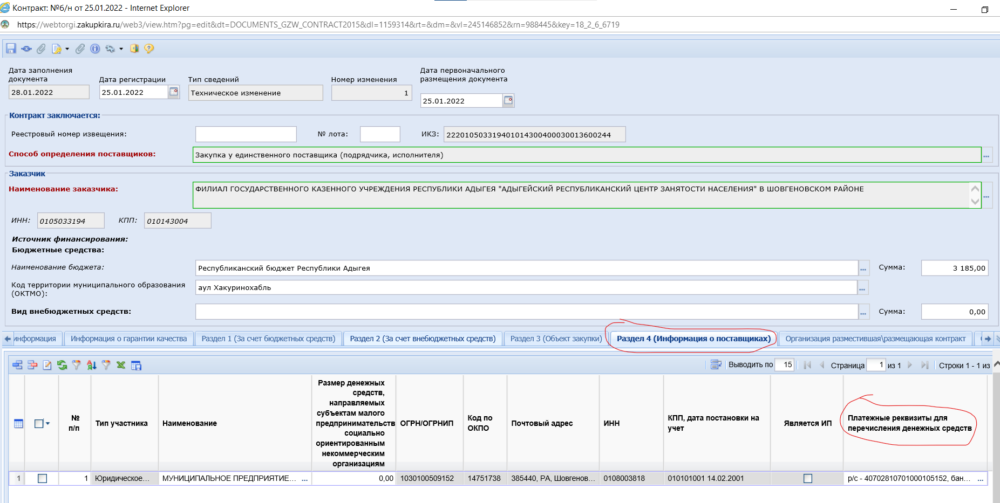 Контракт: №б/н от 25.01.2022 - Internet Explorer
https://webtorgi.zakupkira.ru/web3/view.htm?pg=edit&dt=DOCUMENTS_GZW_CONTRACT2015&dl=1159314&rt=&dm=&vl=245146852&rn=988445&key=18_2_6_6719
Дата заполнения документа
Дата регистрации
Тип сведений
Номер изменения
Дата первоначального размещения документа
28.01.2022
25.01.2022
Техническое изменение
1
25.01.2022
Контракт заключается:
Реестровый номер извещения:
№ лота:
ИКЗ: 222010503319401014300400030013600244
Способ определения поставщиков: Закупка у единственного поставщика (подрядчика, исполнителя) ...
Заказчик
Наименование заказчика: ФИЛИАЛ ГОСУДАРСТВЕННОГО КАЗЕННОГО УЧРЕЖДЕНИЯ РЕСПУБЛИКИ АДЫГЕЯ "АДЫГЕЙСКИЙ РЕСПУБЛИКАНСКИЙ ЦЕНТР ЗАНЯТОСТИ НАСЕЛЕНИЯ" В ШОВГЕНОВСКОМ РАЙОНЕ ...
ИНН: 0105033194 КПП: 010143004
Источник финансирования:
Бюджетные средства:
Наименование бюджета: Республиканский бюджет Республики Адыгея ... Сумма: 3 185,00
Код территории муниципального образования
(ОКТМО):
аул Хакуринохабль ...
Вид внебюджетных средств: ... Сумма: 0,00
информация Информация о гарантии качества Раздел 1 (За счет бюджетных средств) Раздел 2 (За счет внебюджетных средств) Раздел 3 (Объект закупки) Раздел 4 (Информация о поставщиках) Организация разместившая\размещающая контракт
Выводить по 15 Страница 1 из 1 Строки 1 - 1 из
№ п/п
Тип участника
Наименование
Размер денежных
средств,
направляемых
субъектам малого
предпринимательств
социально
ориентированным
некоммерческим
организациям
ОГРН/ОГРНИП
Код по ОКПО
Почтовый адрес
ИНН
КПП, дата постановки на учет
Является ИП
Платежные реквизиты для
перечисления денежных средств
1 1 Юридическое... МУНИЦИПАЛЬНОЕ ПРЕДПРИЯТИЕ... ... 0,00 1030100509152 14751738 385440, РА, Шовгенов... 0108003818 010101001 14.02.2001 р/с - 40702810701000105152, бан... ...